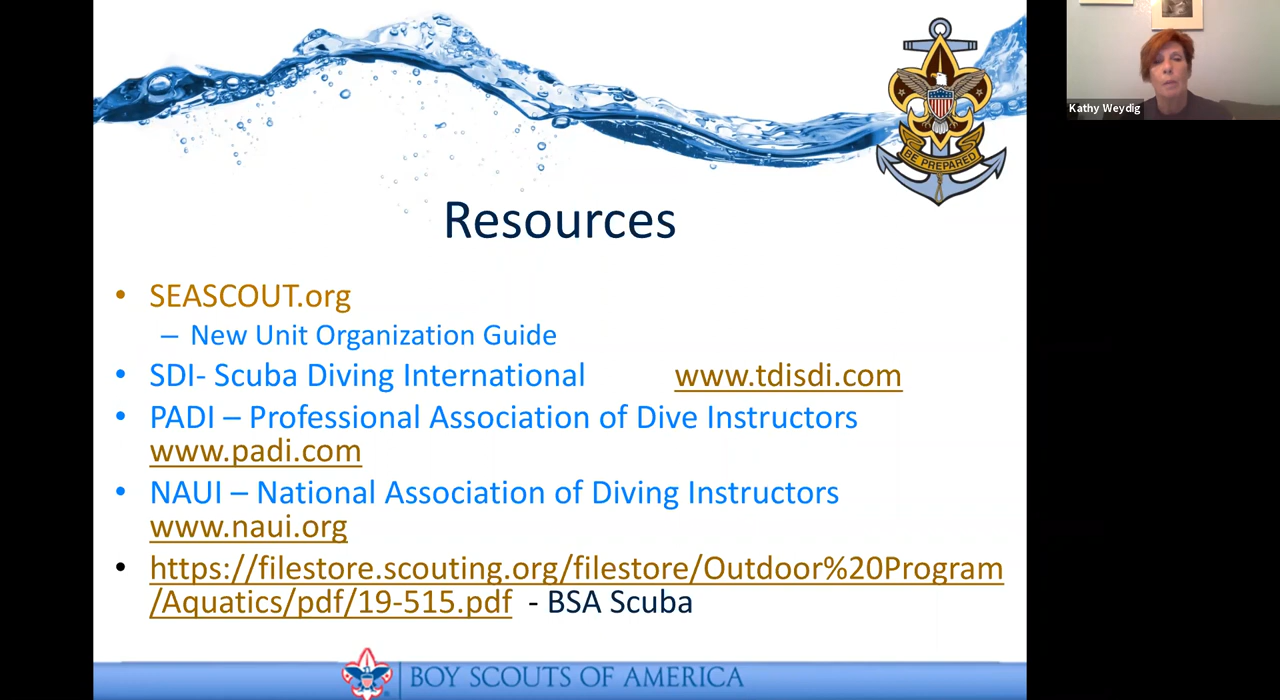 Kathy Weydig
BE PREPARED
Resources
• SEASCOUT.org
– New Unit Organization Guide
• SDI- Scuba Diving International www.tdisdi.com
• PADI – Professional Association of Dive Instructors
www.padi.com
• NAUI – National Association of Diving Instructors
www.naui.org
• https://filestore.scouting.org/filestore/Outdoor%20Program
/Aquatics/pdf/19-515.pdf - BSA Scuba
BOY SCOUTS OF AMERICA